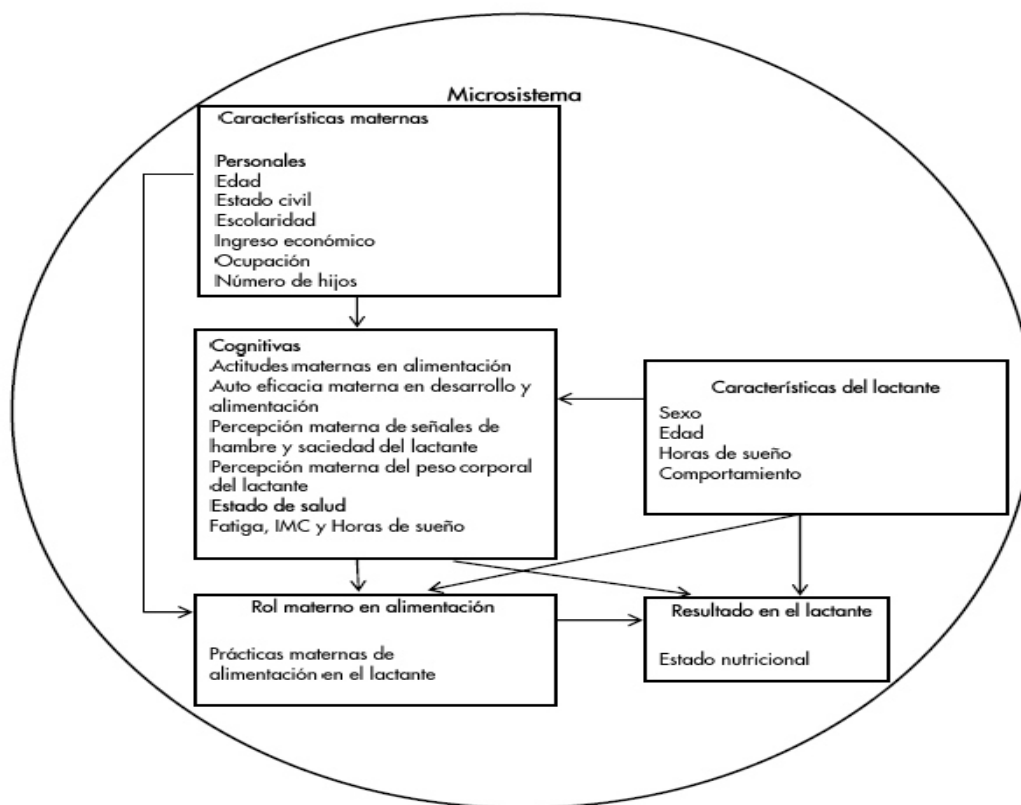 Microsistema
Características maternas
Personales
Edad
Estado civil
Escolaridad
Ingreso económico
Ocupación
Número de hijos
Cognitivas
Actitudes maternas en alimentación
Auto eficacia materna en desarrollo y
alimentación
Percepción materna de señales de
hambre y saciedad del lactante
Percepción materna del peso corporal
del lactante
Estado de salud
Fatiga, IMC y Horas de sueño
Características del lactante
Sexo
Edad
Horas de sueño
Comportamiento
Rol materno en alimentación
Prácticas maternas de
alimentación en el lactante
Resultado en el lactante
Estado nutricional